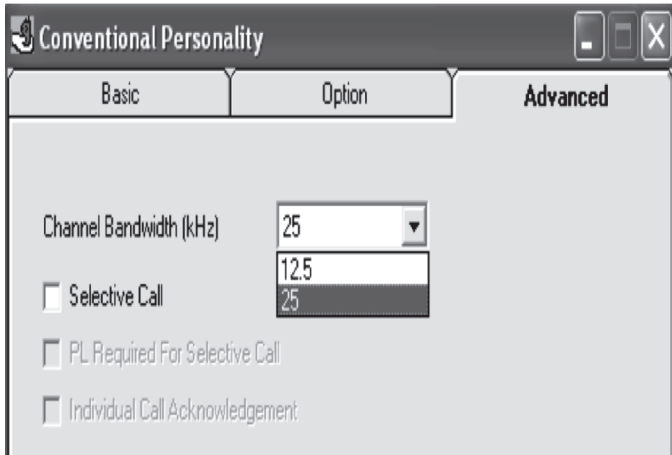 Conventional Personality
Basic Option Advanced
Channel Bandwidth (kHz) 25
12.5
Selective Call 25
PL Required For Selective Call
Individual Call Acknowledgement